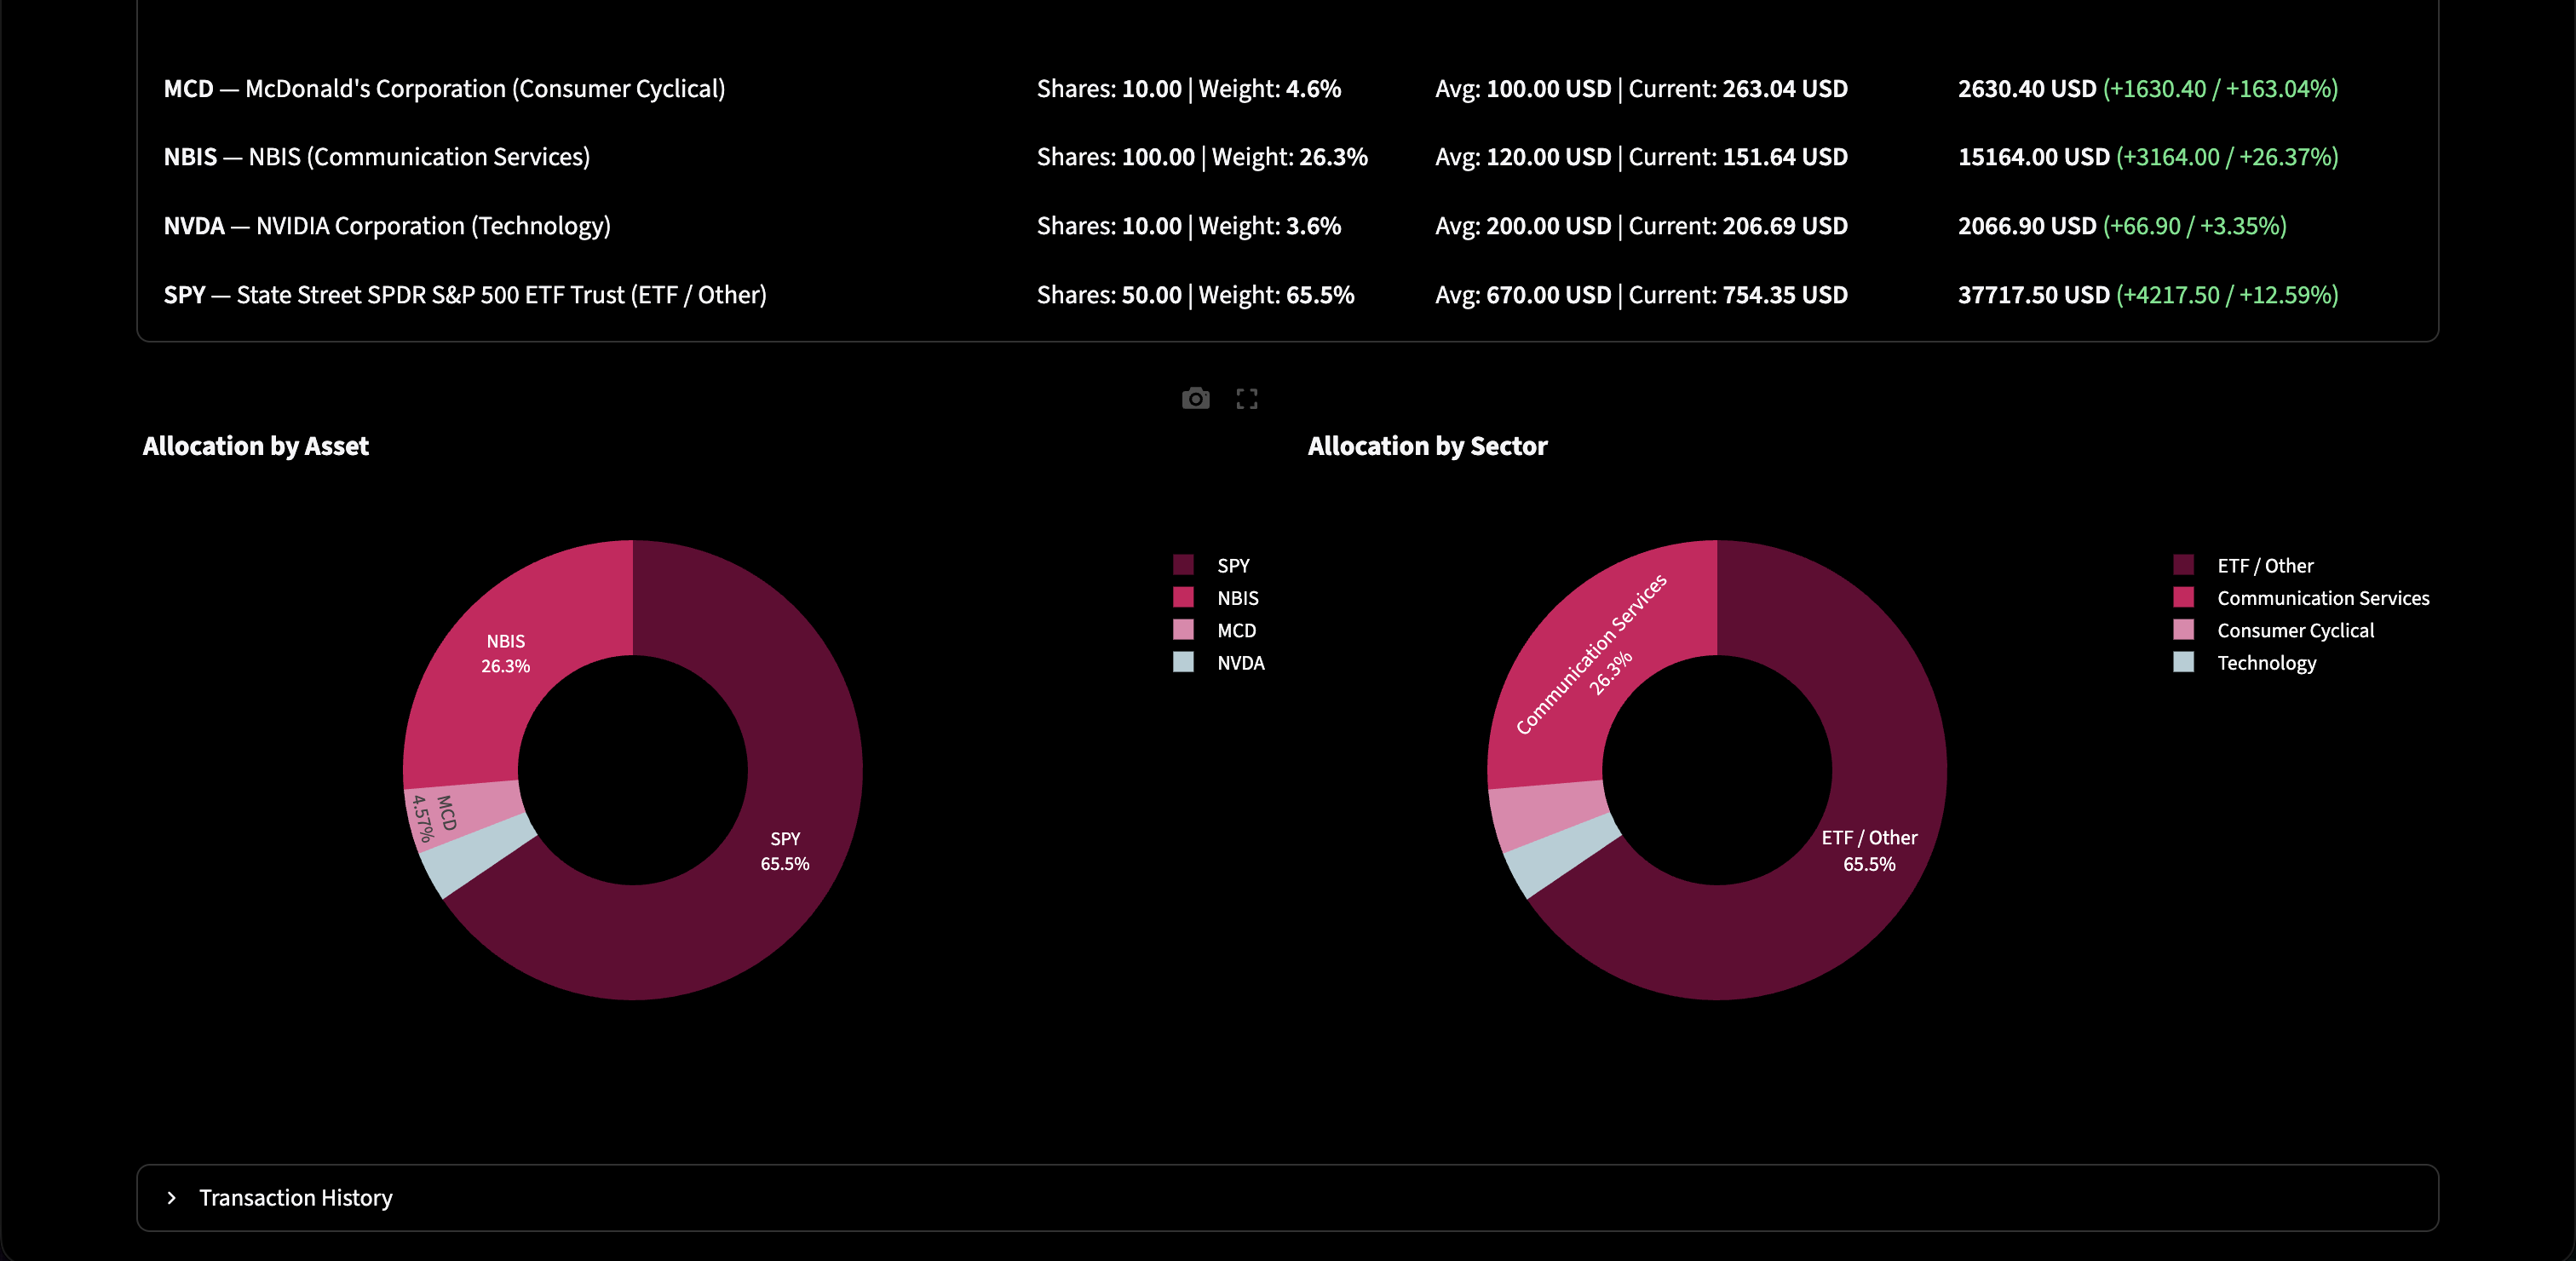 MCD — McDonald's Corporation (Consumer Cyclical) Shares: 10.00 | Weight: 4.6% Avg: 100.00 USD | Current: 263.04 USD 2630.40 USD (+1630.40 / +163.04%)
NBIS — NBIS (Communication Services) Shares: 100.00 | Weight: 26.3% Avg: 120.00 USD | Current: 151.64 USD 15164.00 USD (+3164.00 / +26.37%)
NVDA — NVIDIA Corporation (Technology) Shares: 10.00 | Weight: 3.6% Avg: 200.00 USD | Current: 206.69 USD 2066.90 USD (+66.90 / +3.35%)
SPY — State Street SPDR S&P 500 ETF Trust (ETF / Other) Shares: 50.00 | Weight: 65.5% Avg: 670.00 USD | Current: 754.35 USD 37717.50 USD (+4217.50 / +12.59%)
Allocation by Asset
NBIS
26.3%
MCD
4.57%
SPY
65.5%
SPY
NBIS
MCD
NVDA
Allocation by Sector
Communication Services
26.3%
ETF / Other
65.5%
ETF / Other
Communication Services
Consumer Cyclical
Technology
Transaction History